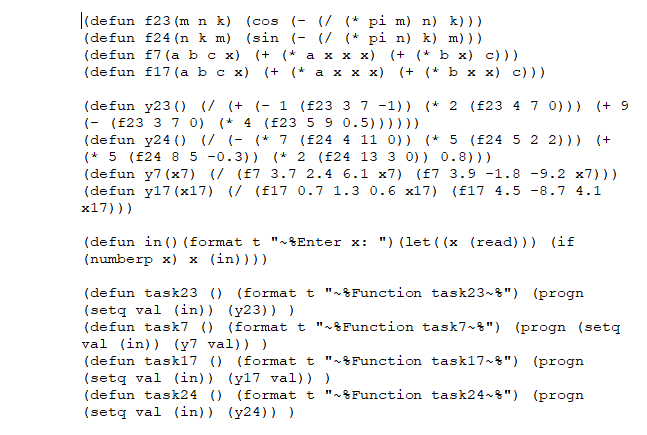 (defun f23(m n k) (cos (- (/ (* pi m) n) k)))
(defun f24(n k m) (sin (- (/ (* pi n) k) m)))
(defun f7(a b c x) (+ (* a x x x) (+ (* b x) c)))
(defun f17(a b c x) (+ (* a x x x) (+ (* b x x) c)))

(defun y23() (/ (+ (- 1 (f23 3 7 -1)) (* 2 (f23 4 7 0))) (+ 9
(- (f23 3 7 0) (* 4 (f23 5 9 0.5))))))
(defun y24() (/ (- (* 7 (f24 4 11 0)) (* 5 (f24 5 2 2))) (+
(* 5 (f24 8 5 -0.3)) (* 2 (f24 13 3 0)) 0.8)))
(defun y7(x7) (/ (f7 3.7 2.4 6.1 x7) (f7 3.9 -1.8 -9.2 x7)))
(defun y17(x17) (/ (f17 0.7 1.3 0.6 x17) (f17 4.5 -8.7 4.1
x17)))

(defun in()(format t "~%Enter x: ")(let((x (read))) (if
(numberp x) x (in))))

(defun task23 () (format t "~%Function task23~%") (progn
(setq val (in)) (y23)) )
(defun task7 () (format t "~%Function task7~%") (progn (setq
val (in)) (y7 val)) )
(defun task17 () (format t "~%Function task17~%") (progn
(setq val (in)) (y17 val)) )
(defun task24 () (format t "~%Function task24~%") (progn
(setq val (in)) (y24)) )